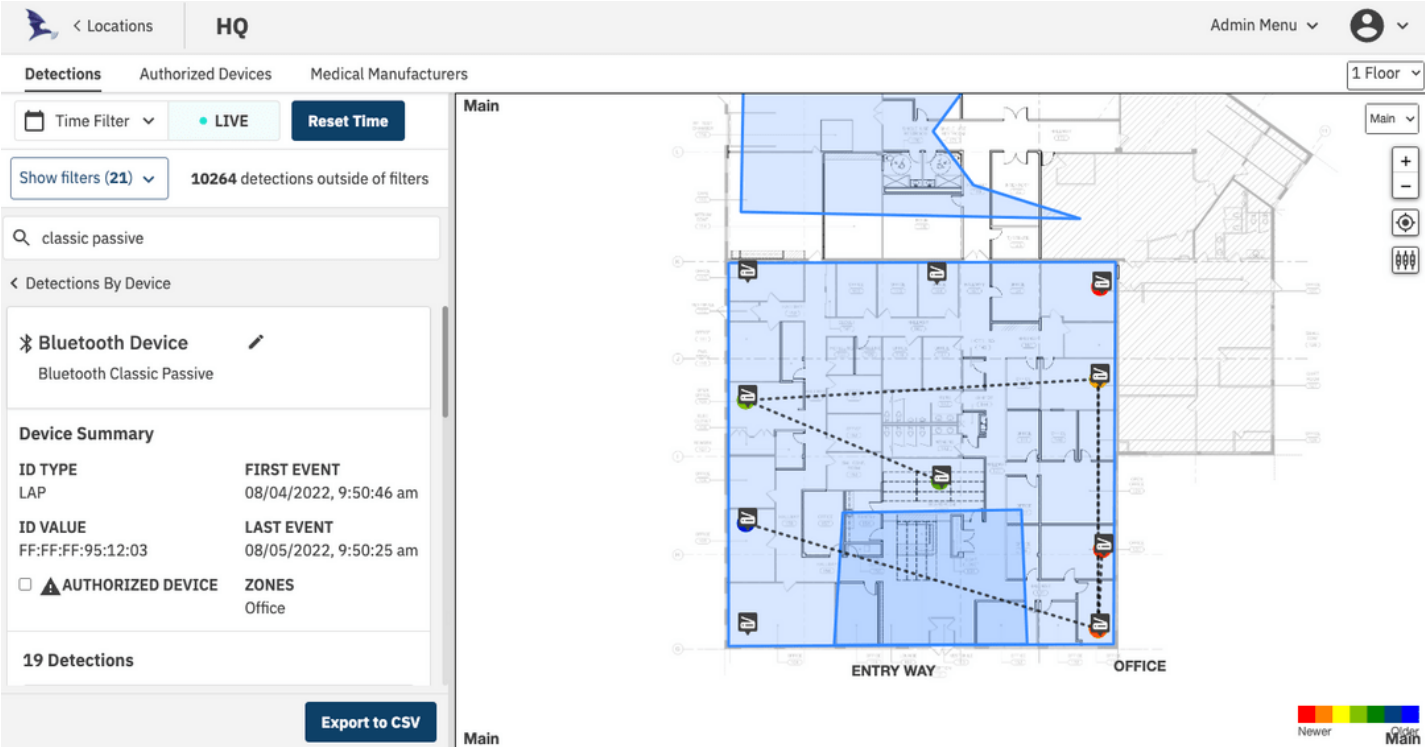 Locations
HQ
Admin Menu
Detections
Authorized Devices
Medical Manufacturers
1 Floor
Time Filter
LIVE
Reset Time
Show filters (21)
10264 detections outside of filters
classic passive
Detections By Device
Bluetooth Device
Bluetooth Classic Passive
Device Summary
ID TYPE
FIRST EVENT
LAP
08/04/2022, 9:50:46 am
ID VALUE
LAST EVENT
FF:FF:FF:95:12:03
08/05/2022, 9:50:25 am
AUTHORIZED DEVICE
ZONES
Office
19 Detections
Export to CSV
Main
Main
+
−
ENTRY WAY
OFFICE
Newer
Older
Main
Main